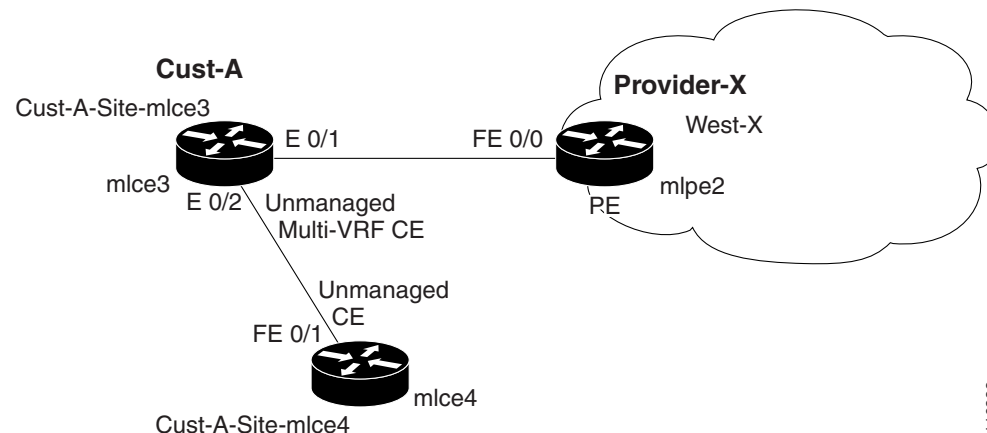 Cust-A
Provider-X
Cust-A-Site-mlce3
West-X
E 0/1
FE 0/0
mlce3
mlpe2
E 0/2
Unmanaged
Multi-VRF CE
PE
Unmanaged
CE
FE 0/1
mlce4
Cust-A-Site-mlce4